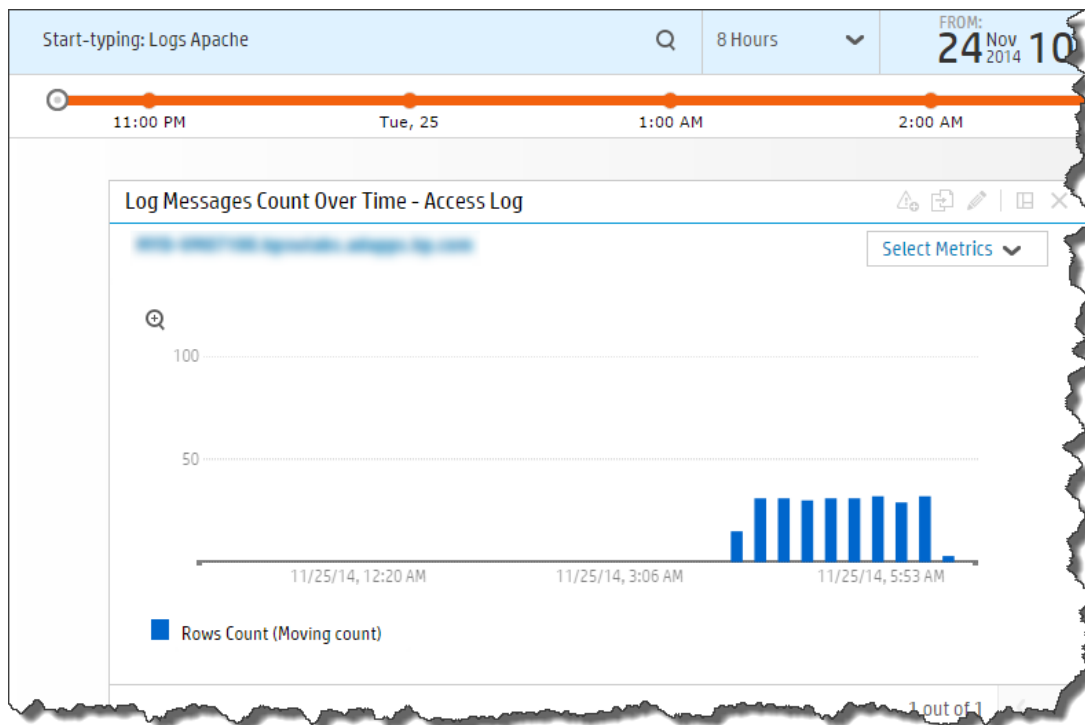 Start-typing: Logs Apache
8 Hours
FROM:
24 Nov 2014 10
11:00 PM
Tue, 25
1:00 AM
2:00 AM
Log Messages Count Over Time - Access Log
Select Metrics
100
50
11/25/14, 12:20 AM
11/25/14, 3:06 AM
11/25/14, 5:53 AM
Rows Count (Moving count)
1 out of 1